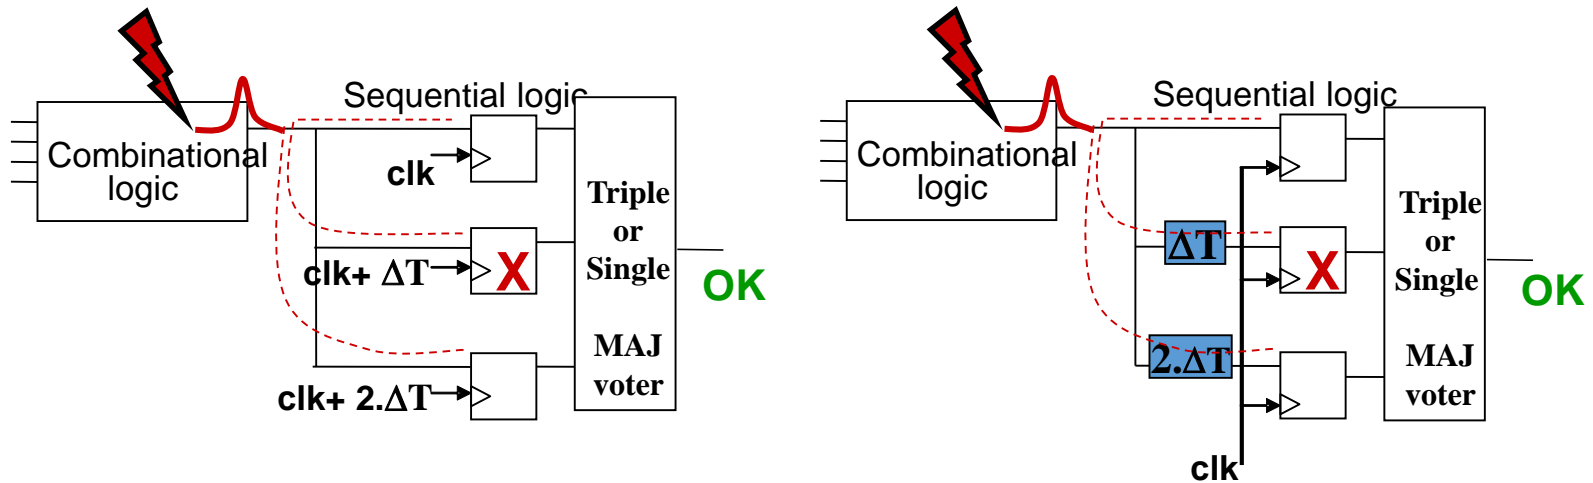 Sequential logic
Combinational
logic
clk
clk+ ΔT
X
clk+ 2.ΔT
Triple
or
Single
MAJ
voter
OK
Sequential logic
Combinational
logic
ΔT
X
2.ΔT
clk
Triple
or
Single
MAJ
voter
OK